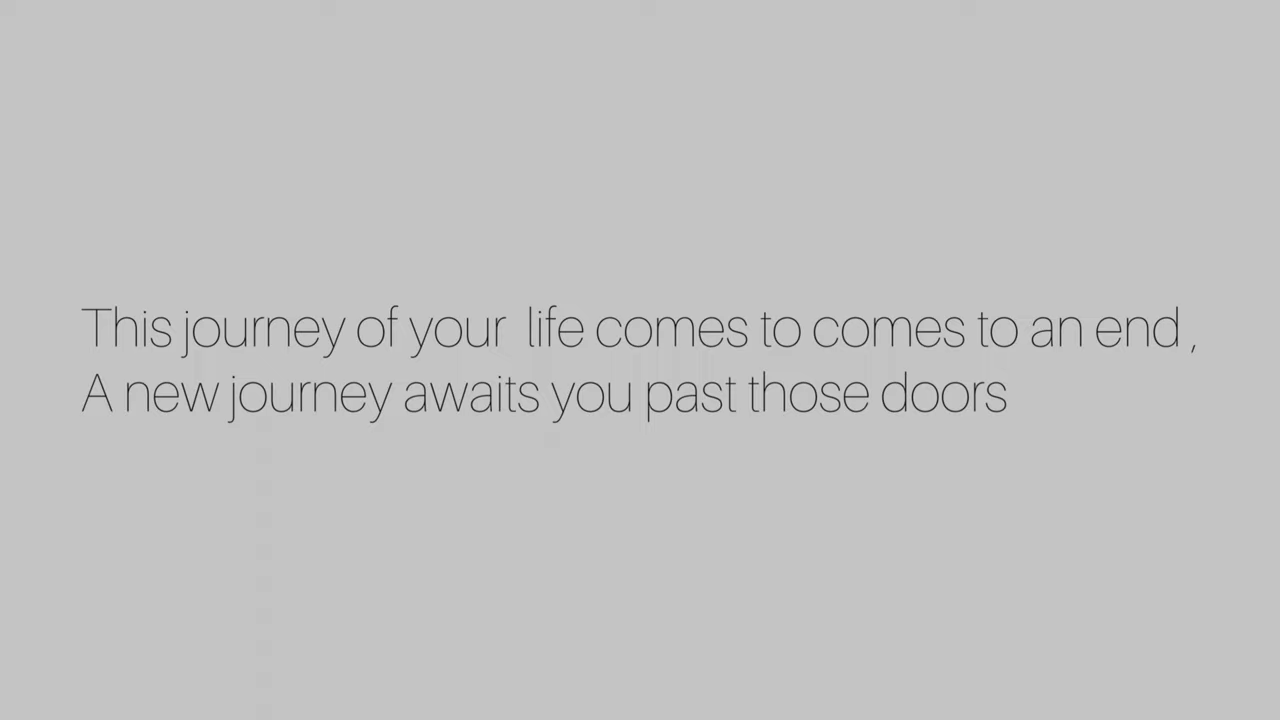 This journey of your  life comes to comes to an end ,
A new journey awaits you past those doors